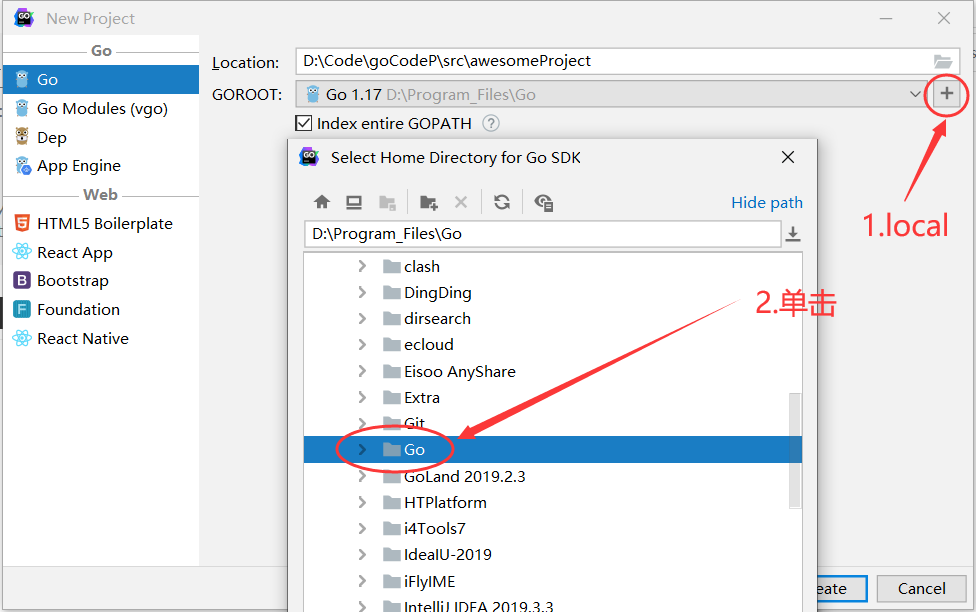 New Project
Go
Go
Go Modules (vgo)
Dep
App Engine
Web
HTML5 Boilerplate
React App
Bootstrap
Foundation
React Native
Location: D:\Code\goCodeP\src\awesomeProject
GOROOT: Go 1.17 D:\Program_Files\Go
Index entire GOPATH ?
1.local
Select Home Directory for Go SDK
Hide path
D:\Program_Files\Go
clash
DingDing
2.单击
dirsearch
ecloud
Eisoo AnyShare
Extra
Git
Go
GoLand 2019.2.3
HTPlatform
i4Tools7
IdeaIU-2019
iFlyIME
IntelliJ IDEA 2019.3.3
eate
Cancel